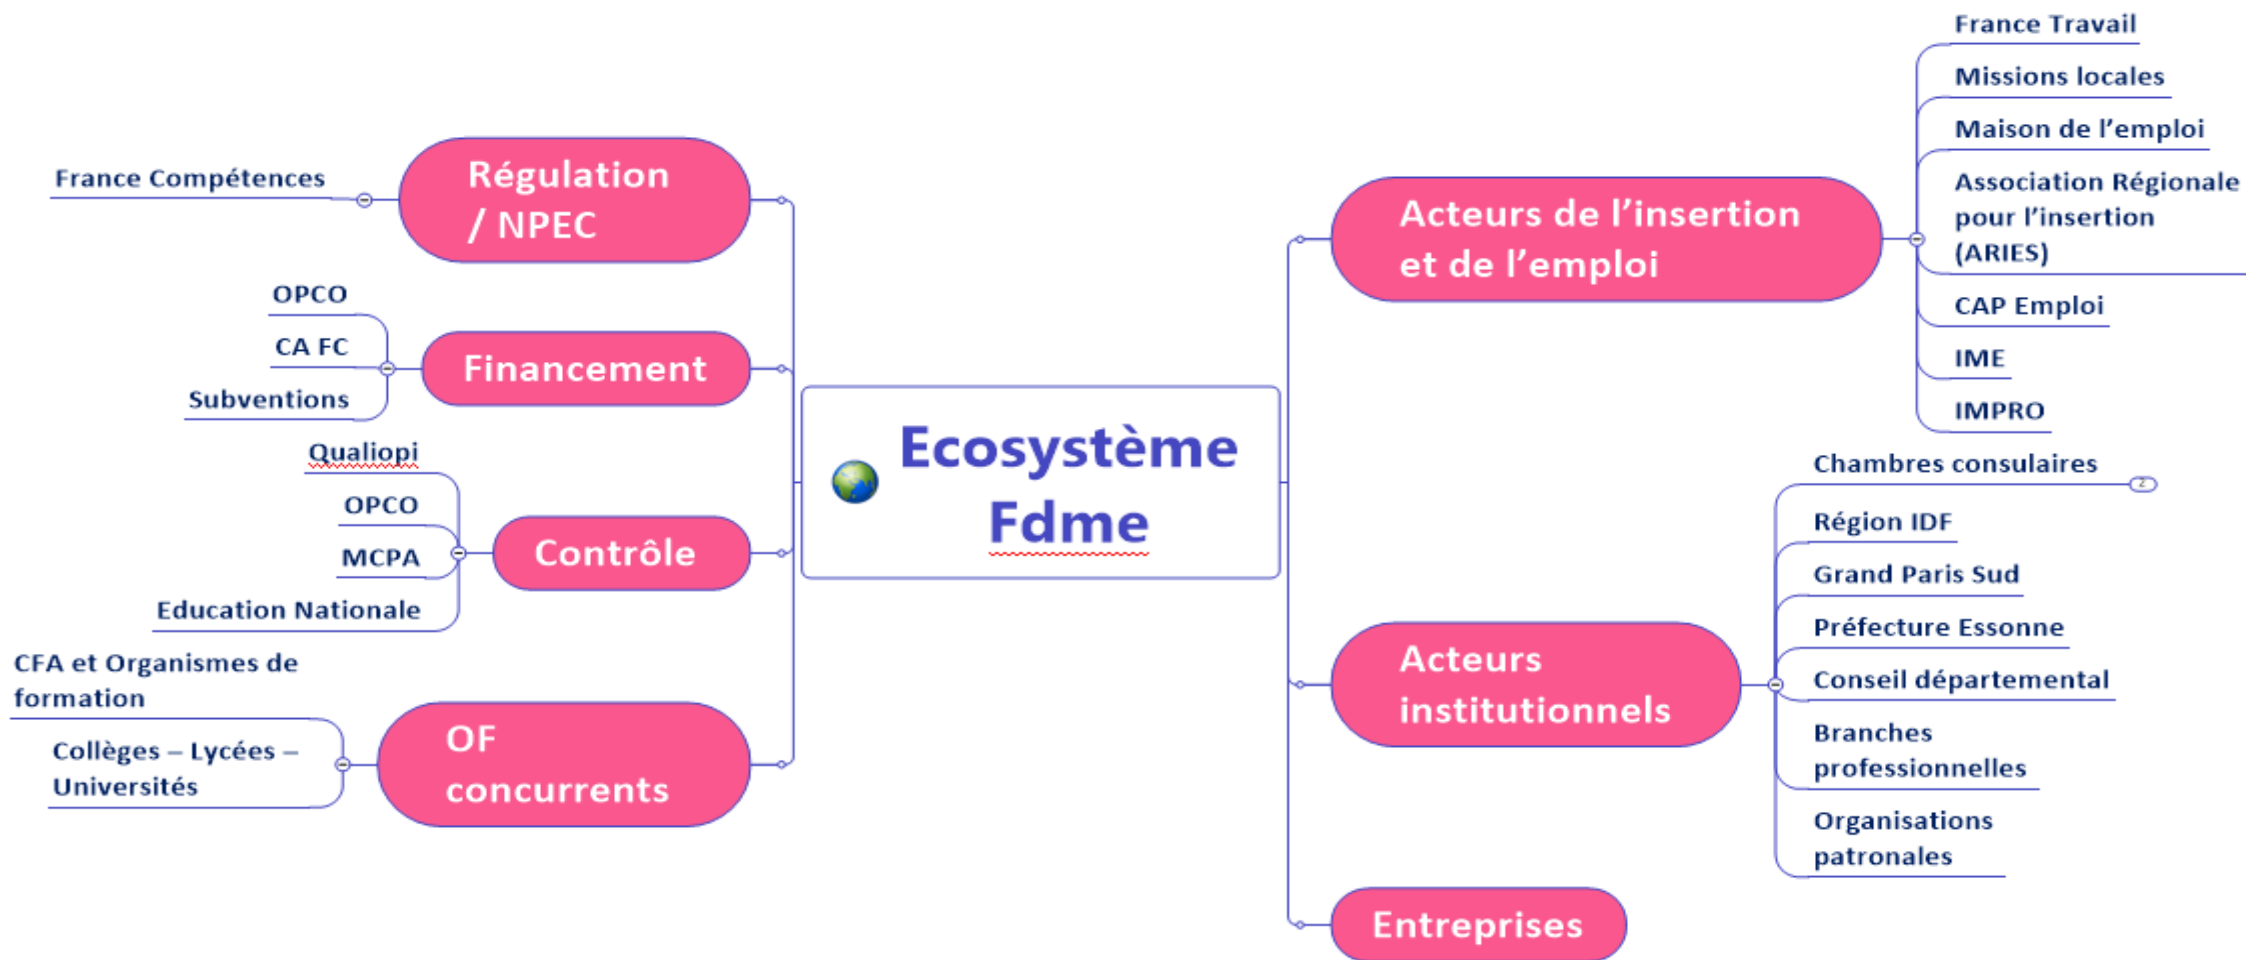 Ecosystème
Fdme
Régulation
/ NPEC
France Compétences
Financement
OPCO
CA FC
Subventions
Contrôle
Qualiopi
OPCO
MCPA
Education Nationale
OF
concurrents
CFA et Organismes de
formation
Collèges – Lycées –
Universités
Acteurs de l’insertion
et de l’emploi
France Travail
Missions locales
Maison de l’emploi
Association Régionale
pour l’insertion
(ARIES)
CAP Emploi
IME
IMPRO
Acteurs
institutionnels
Chambres consulaires
2
Région IDF
Grand Paris Sud
Préfecture Essonne
Conseil départemental
Branches
professionnelles
Organisations
patronales
Entreprises